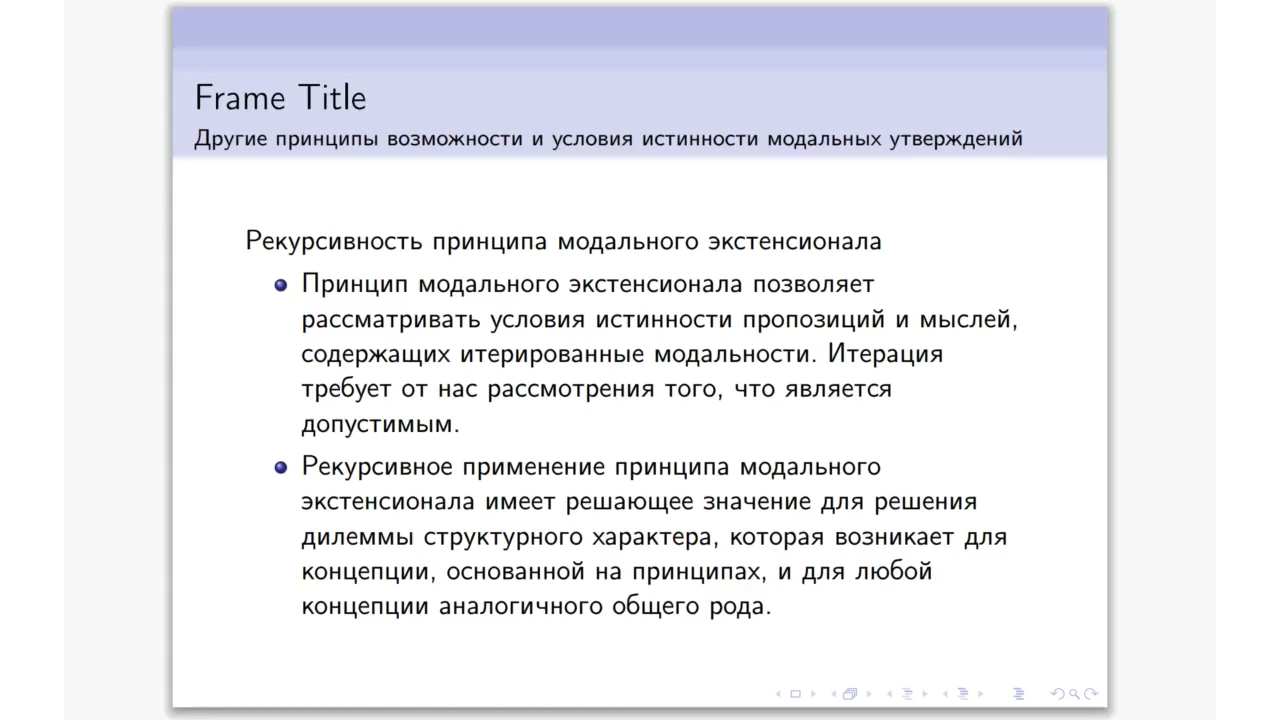 Frame Title
Другие принципы возможности и условия истинности модальных утверждений
Рекурсивность принципа модального экстенсионала
Принцип модального экстенсионала позволяет
рассматривать условия истинности пропозиций и мыслей,
содержащих итерированные модальности. Итерация
требует от нас рассмотрения того, что является
допустимым.
Рекурсивное применение принципа модального
экстенсионала имеет решающее значение для решения
дилеммы структурного характера, которая возникает для
концепции, основанной на принципах, и для любой
концепции аналогичного общего рода.